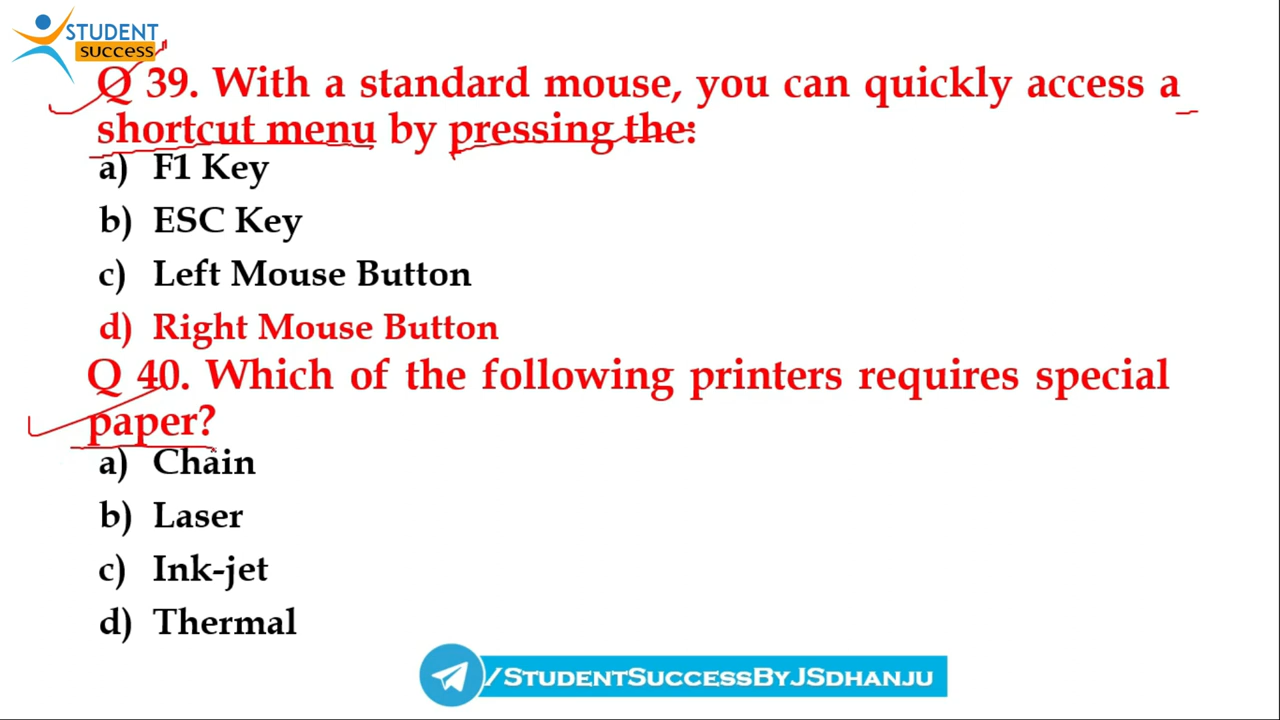 STUDENT
success
Q 39. With a standard mouse, you can quickly access a
shortcut menu by pressing the:
a) F1 Key
b) ESC Key
c) Left Mouse Button
d) Right Mouse Button
Q 40. Which of the following printers requires special
paper?
a) Chain
b) Laser
c) Ink-jet
d) Thermal
/StudentSuccessByJSdhanju